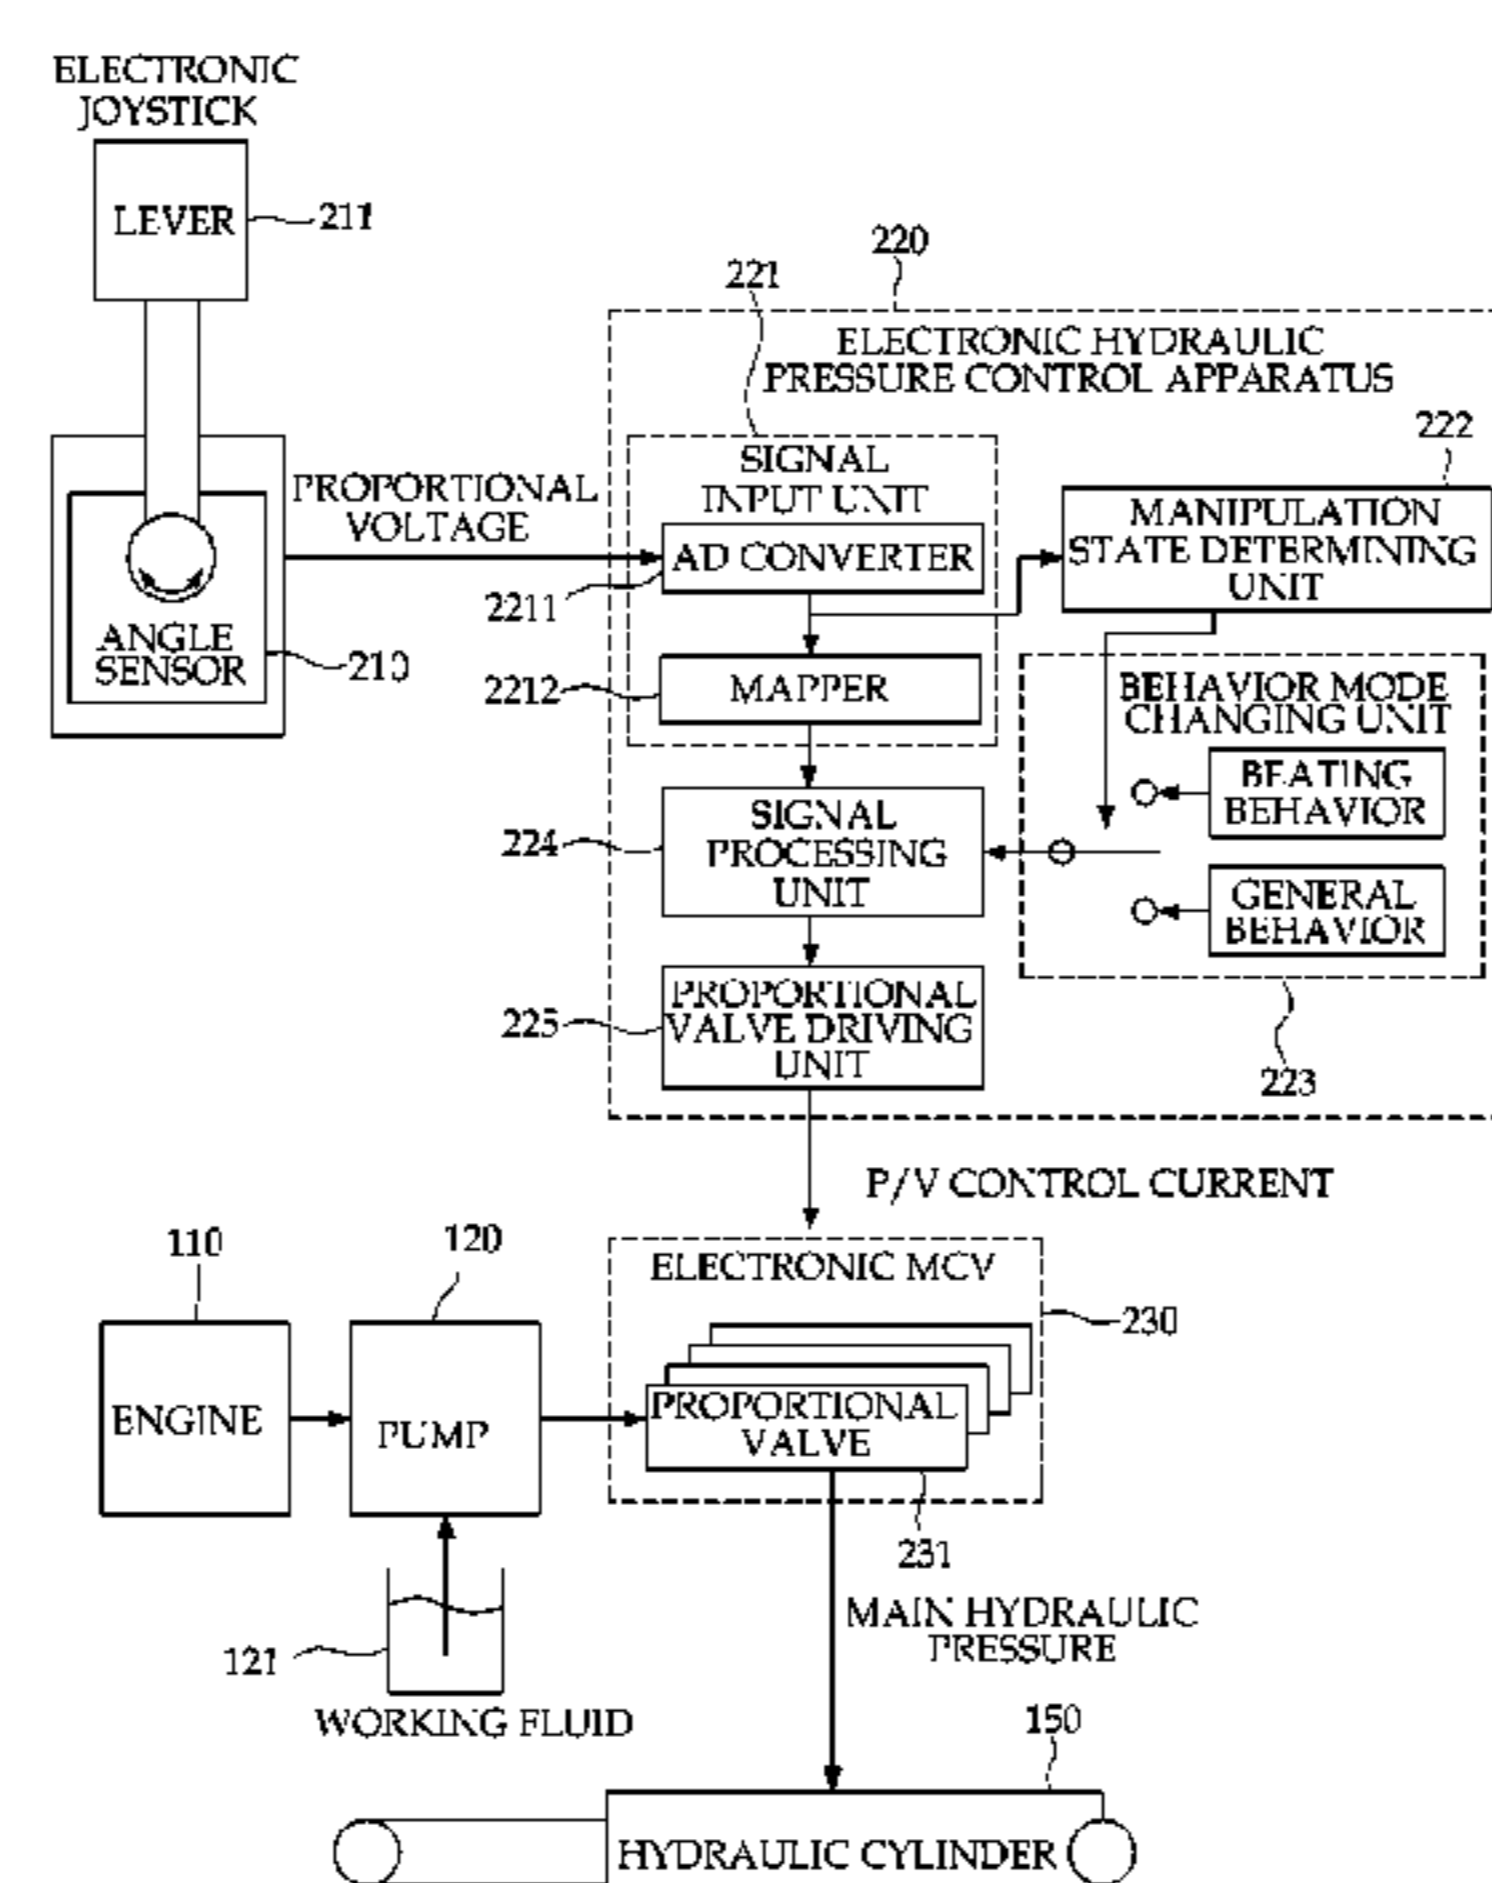 ELECTRONIC
JOYSTICK
LEVER
211
220
221
ELECTRONIC HYDRAULIC
PRESSURE CONTROL APPARATUS
222
SIGNAL
INPUT UNIT
PROPORTIONAL
VOLTAGE
AD CONVERTER
2211
MANIPULATION
STATE DETERMINING
UNIT
ANGLE
SENSOR
210
2212
MAPPER
BEHAVIOR MODE
CHANGING UNIT
BEATING
BEHAVIOR
224
SIGNAL
PROCESSING
UNIT
GENERAL
BEHAVIOR
225
PROPORTIONAL
VALVE DRIVING
UNIT
223
P/V CONTROL CURRENT
110
120
ELECTRONIC MCV
230
ENGINE
PUMP
PROPORTIONAL
VALVE
231
121
WORKING FLUID
MAIN HYDRAULIC
PRESSURE
150
HYDRAULIC CYLINDER